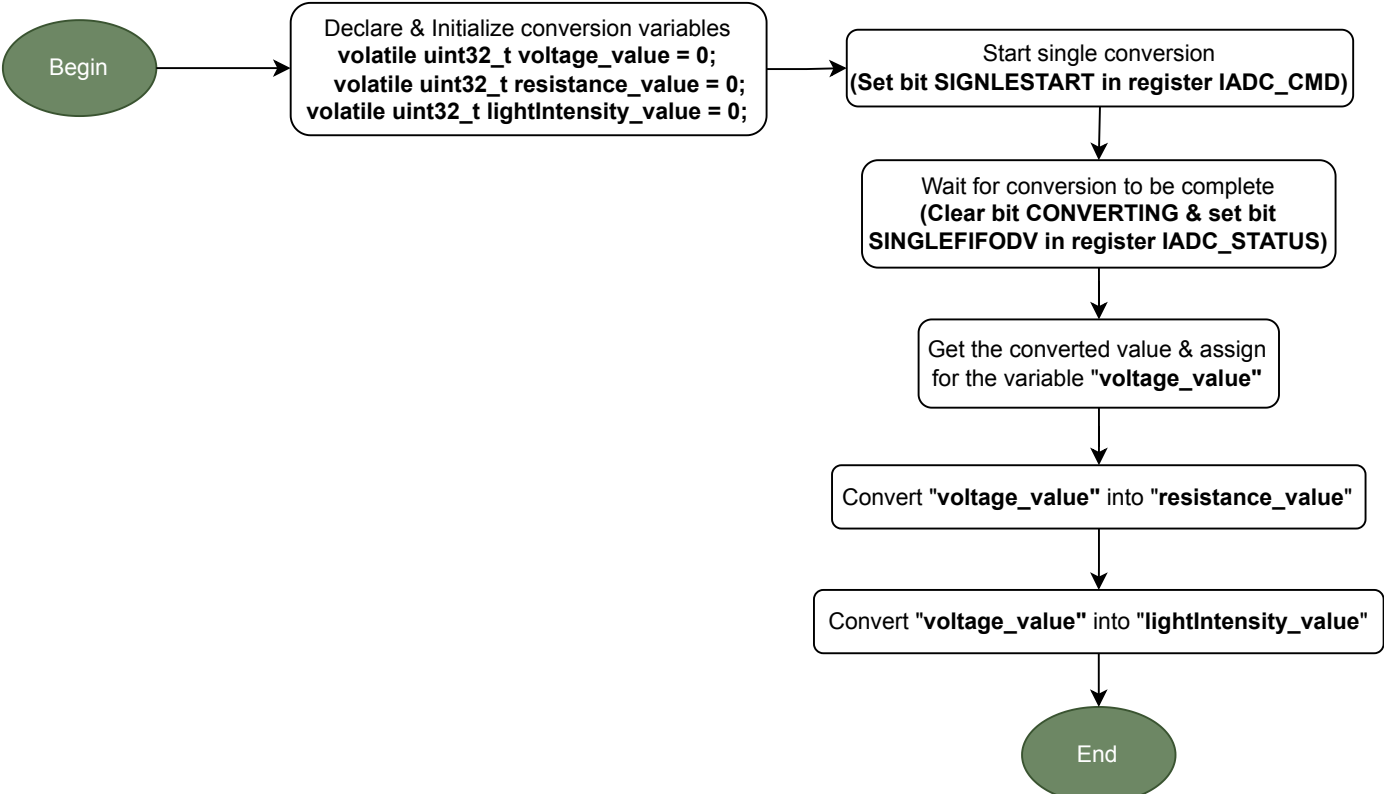 Begin
Declare & Initialize conversion variables
volatile uint32_t voltage_value = 0;
volatile uint32_t resistance_value = 0;
volatile uint32_t lightIntensity_value = 0;
Start single conversion
(Set bit SIGNLESTART in register IADC_CMD)
Wait for conversion to be complete
(Clear bit CONVERTING & set bit
SINGLEFIFODV in register IADC_STATUS)
Get the converted value & assign
for the variable "voltage_value"
Convert "voltage_value" into "resistance_value"
Convert "voltage_value" into "lightIntensity_value"
End